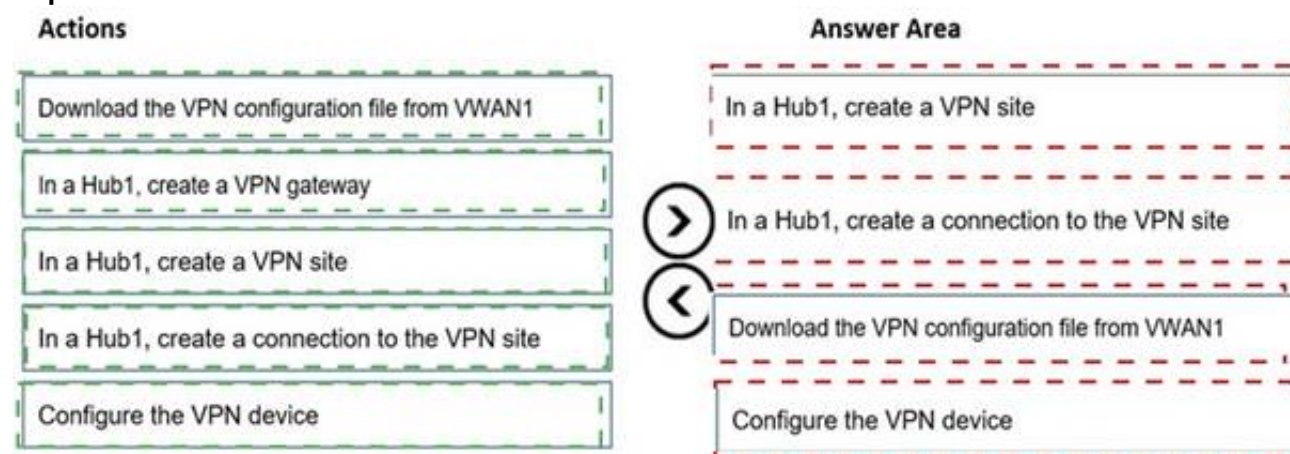 Actions
Download the VPN configuration file from VWAN1
In a Hub1, create a VPN gateway
In a Hub1, create a VPN site
In a Hub1, create a connection to the VPN site
Configure the VPN device
Answer Area
In a Hub1, create a VPN site
In a Hub1, create a connection to the VPN site
Download the VPN configuration file from VWAN1
Configure the VPN device